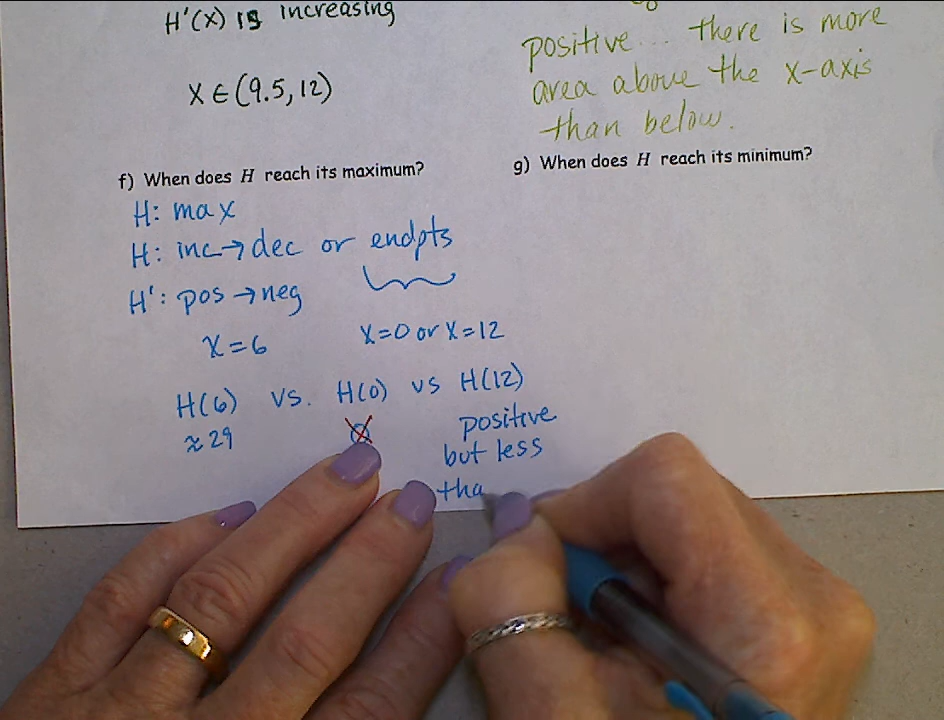 H'(x) is increasing
x ∈ (9.5, 12)
positive... there is more
area above the x-axis
than below.
f) When does H reach its maximum?
H: max
H: inc→dec or endpts
H': pos→neg
x=6
x=0 or x=12
H(6) vs. H(0) vs H(12)
≈29
0
positive
but less
tha
g) When does H reach its minimum?